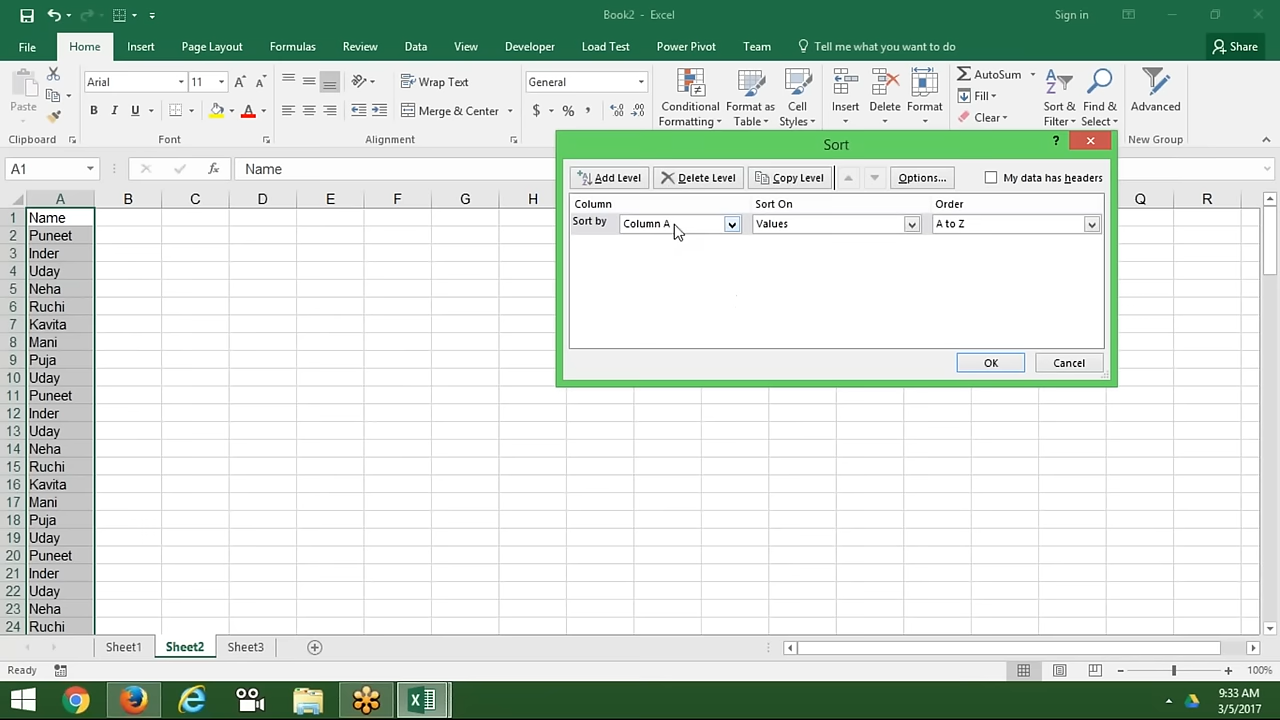 Book2 - Excel
Sign in
File Home Insert Page Layout Formulas Review Data View Developer Load Test Power Pivot Team Tell me what you want to do Share
Paste
Arial 11
Wrap Text
General
Merge & Center
$ % ,
Conditional Formatting
Format as Table
Cell Styles
Insert Delete Format
AutoSum
Fill
Clear
Sort & Filter
Find & Select
Advanced
B I U
Clipboard Font Alignment New Group
A1 fx Name
Sort
?
Add Level Delete Level Copy Level Options... My data has headers
Column Sort On Order
Sort by Column A Values A to Z
OK Cancel
A B C D E F G H Q R
1 Name
2 Puneet
3 Inder
4 Uday
5 Neha
6 Ruchi
7 Kavita
8 Mani
9 Puja
10 Uday
11 Puneet
12 Inder
13 Uday
14 Neha
15 Ruchi
16 Kavita
17 Mani
18 Puja
19 Uday
20 Puneet
21 Inder
22 Uday
23 Neha
24 Ruchi
Sheet1 Sheet2 Sheet3
Ready
100%
9:33 AM
3/5/2017